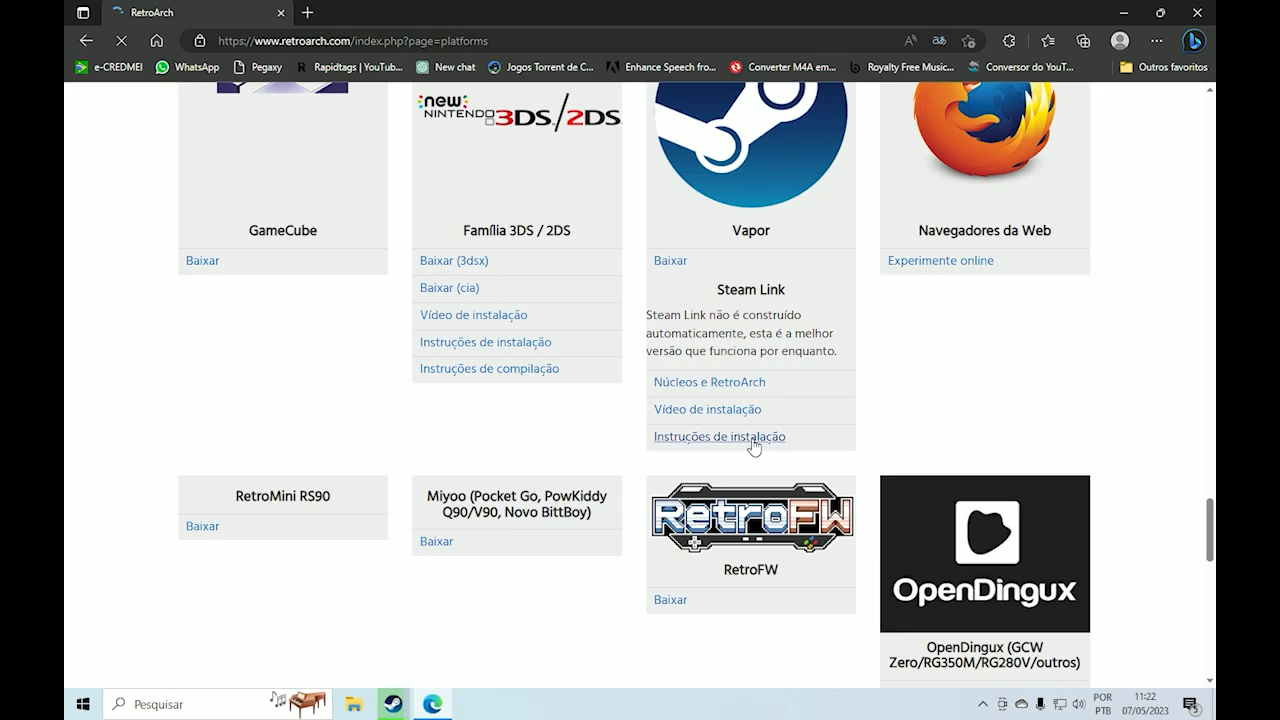 RetroArch
https://www.retroarch.com/index.php?page=platforms
e-CREDMEI
WhatsApp
Pegaxy
Rapidtags | YouTub...
New chat
Jogos Torrent de C...
Enhance Speech fro...
Converter M4A em...
Royalty Free Music...
Conversor do YouT...
Outros favoritos
new NINTENDO 3DS / 2DS
GameCube
Baixar
Família 3DS / 2DS
Baixar (3dsx)
Baixar (cia)
Vídeo de instalação
Instruções de instalação
Instruções de compilação
Vapor
Baixar
Steam Link
Steam Link não é construído
automaticamente, esta é a melhor
versão que funciona por enquanto.
Núcleos e RetroArch
Vídeo de instalação
Instruções de instalação
Navegadores da Web
Experimente online
RetroMini RS90
Baixar
Miyoo (Pocket Go, PowKiddy
Q90/V90, Novo BittBoy)
Baixar
RetroFW
RetroFW
Baixar
OpenDingux
OpenDingux (GCW
Zero/RG350M/RG280V/outros)
Pesquisar
POR
PTB
11:22
07/05/2023
5